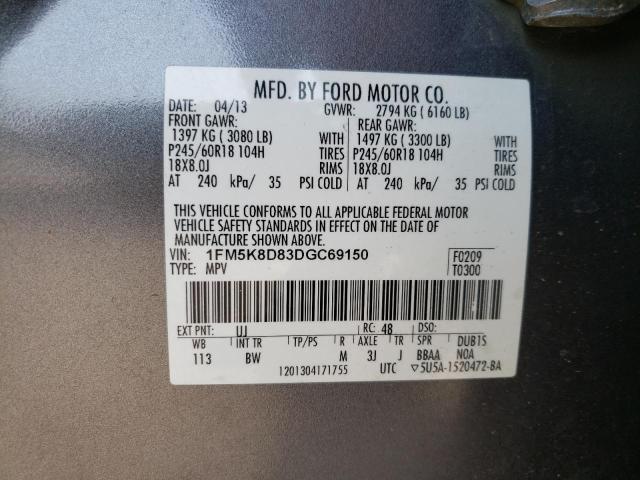 MFD. BY FORD MOTOR CO.
DATE: 04/13 GVWR: 2794 KG ( 6160 LB)
FRONT GAWR: REAR GAWR:
1397 KG ( 3080 LB) WITH 1497 KG ( 3300 LB) WITH
P245/60R18 104H TIRES P245/60R18 104H TIRES
18X8.0J RIMS 18X8.0J RIMS
AT 240 kPa/ 35 PSI COLD AT 240 kPa/ 35 PSI COLD
THIS VEHICLE CONFORMS TO ALL APPLICABLE FEDERAL MOTOR
VEHICLE SAFETY STANDARDS IN EFFECT ON THE DATE OF
MANUFACTURE SHOWN ABOVE.
VIN: 1FM5K8D83DGC69150 F0209
TYPE: MPV T0300
EXT PNT: UJ RC: 48 DSO:
WB INT TR TP/PS R AXLE TR SPR DUB1S
113 BW M 3J J BBAA N0A
1201304171755 UTC ▽5U5A-1520472-BA